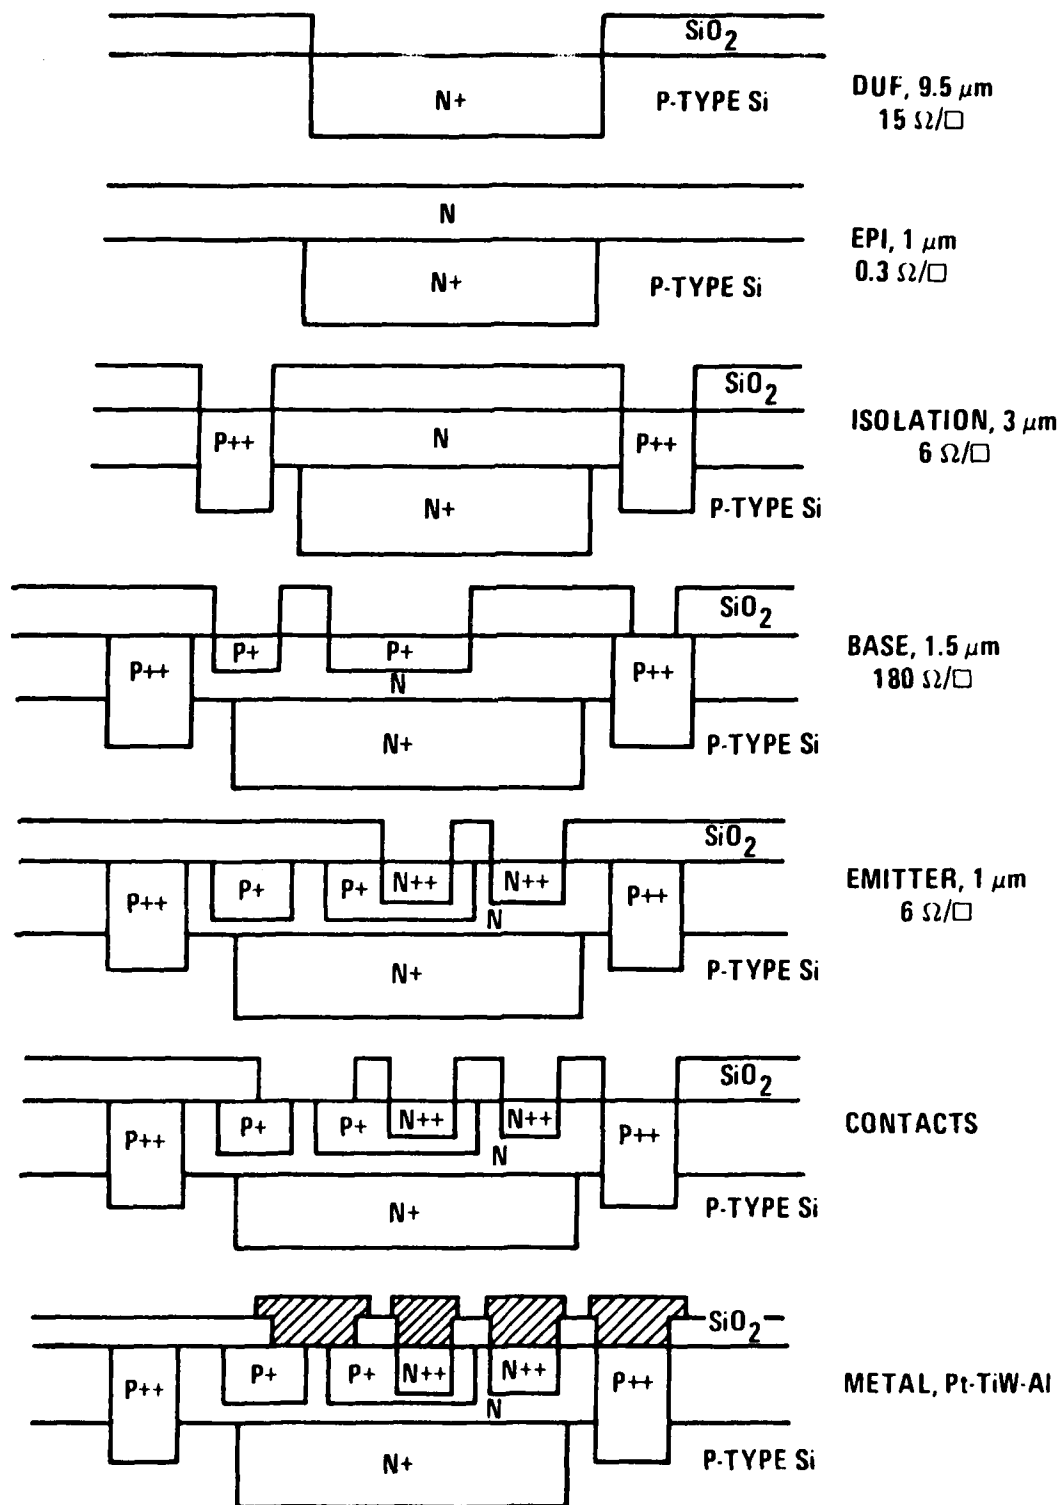 SiO2
N+ P-TYPE Si
DUF, 9.5 μm
15 Ω/□
N
N+ P-TYPE Si
EPI, 1 μm
0.3 Ω/□
SiO2
P++ N P++
N+ P-TYPE Si
ISOLATION, 3 μm
6 Ω/□
SiO2
P++ P+ P+ P++
N
N+ P-TYPE Si
BASE, 1.5 μm
180 Ω/□
SiO2
P++ P+ P+ N++ N++ P++
N
N+ P-TYPE Si
EMITTER, 1 μm
6 Ω/□
SiO2
P++ P+ P+ N++ N++ P++
N
N+ P-TYPE Si
CONTACTS
SiO2
P++ P+ P+ N++ N++ P++
N
N+ P-TYPE Si
METAL, Pt-TiW-Al